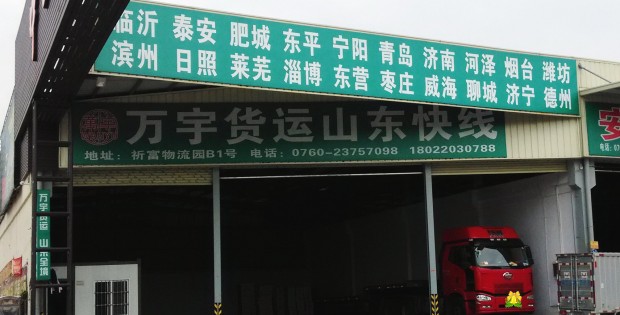 临沂 泰安 肥城 东平 宁阳 青岛 济南 河泽 烟台 潍坊
滨州 日照 莱芜 淄博 东营 枣庄 威海 聊城 济宁 德州
万宇货运山东快线
地址：祈富物流园B1号 电话：0760-23757098 18022030788
万宇货运 山东全境
安